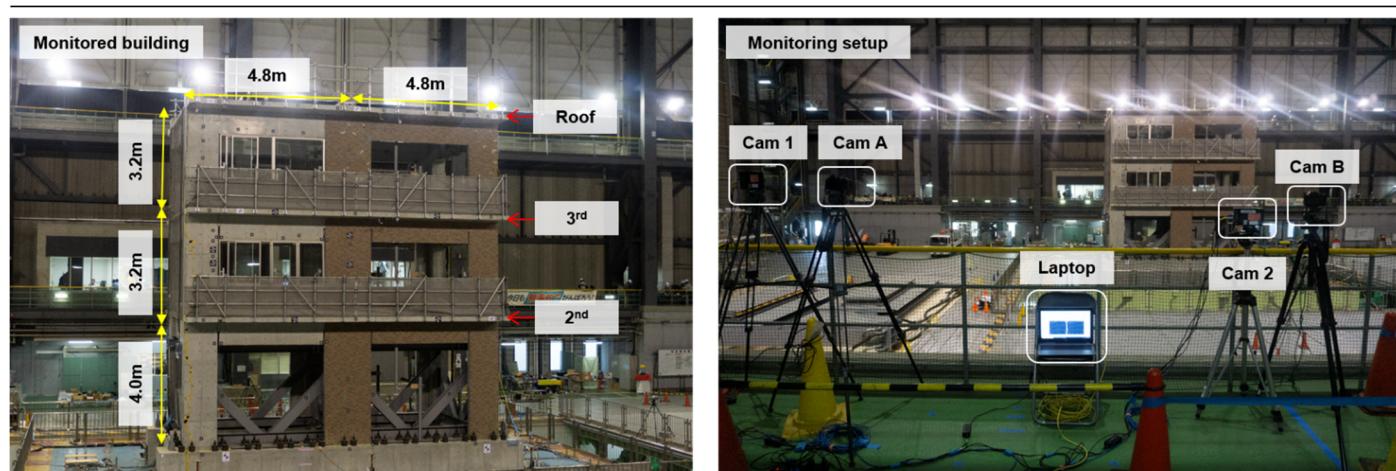 Monitored building
4.8m
4.8m
Roof
3.2m
3rd
3.2m
2nd
4.0m
Monitoring setup
Cam 1
Cam A
Cam B
Cam 2
Laptop